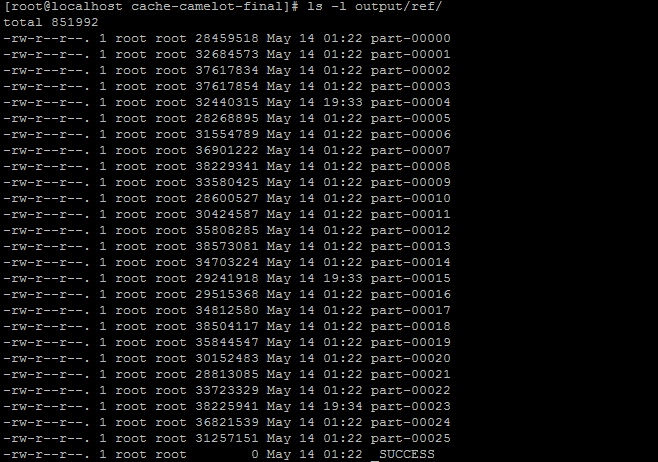 [root@localhost cache-camelot-final]# ls -l output/ref/
total 851992
-rw-r--r--. 1 root root 28459518 May 14 01:22 part-00000
-rw-r--r--. 1 root root 32684573 May 14 01:22 part-00001
-rw-r--r--. 1 root root 37617834 May 14 01:22 part-00002
-rw-r--r--. 1 root root 37617854 May 14 01:22 part-00003
-rw-r--r--. 1 root root 32440315 May 14 19:33 part-00004
-rw-r--r--. 1 root root 28268895 May 14 01:22 part-00005
-rw-r--r--. 1 root root 31554789 May 14 01:22 part-00006
-rw-r--r--. 1 root root 36901222 May 14 01:22 part-00007
-rw-r--r--. 1 root root 38229341 May 14 01:22 part-00008
-rw-r--r--. 1 root root 33580425 May 14 01:22 part-00009
-rw-r--r--. 1 root root 28600527 May 14 01:22 part-00010
-rw-r--r--. 1 root root 30424587 May 14 01:22 part-00011
-rw-r--r--. 1 root root 35808285 May 14 01:22 part-00012
-rw-r--r--. 1 root root 38573081 May 14 01:22 part-00013
-rw-r--r--. 1 root root 34703224 May 14 01:22 part-00014
-rw-r--r--. 1 root root 29241918 May 14 19:33 part-00015
-rw-r--r--. 1 root root 29515368 May 14 01:22 part-00016
-rw-r--r--. 1 root root 34812580 May 14 01:22 part-00017
-rw-r--r--. 1 root root 38504117 May 14 01:22 part-00018
-rw-r--r--. 1 root root 35844547 May 14 01:22 part-00019
-rw-r--r--. 1 root root 30152483 May 14 01:22 part-00020
-rw-r--r--. 1 root root 28813085 May 14 01:22 part-00021
-rw-r--r--. 1 root root 33723329 May 14 01:22 part-00022
-rw-r--r--. 1 root root 38225941 May 14 19:34 part-00023
-rw-r--r--. 1 root root 36821539 May 14 01:22 part-00024
-rw-r--r--. 1 root root 31257151 May 14 01:22 part-00025
-rw-r--r--. 1 root root        0 May 14 01:22 _SUCCESS